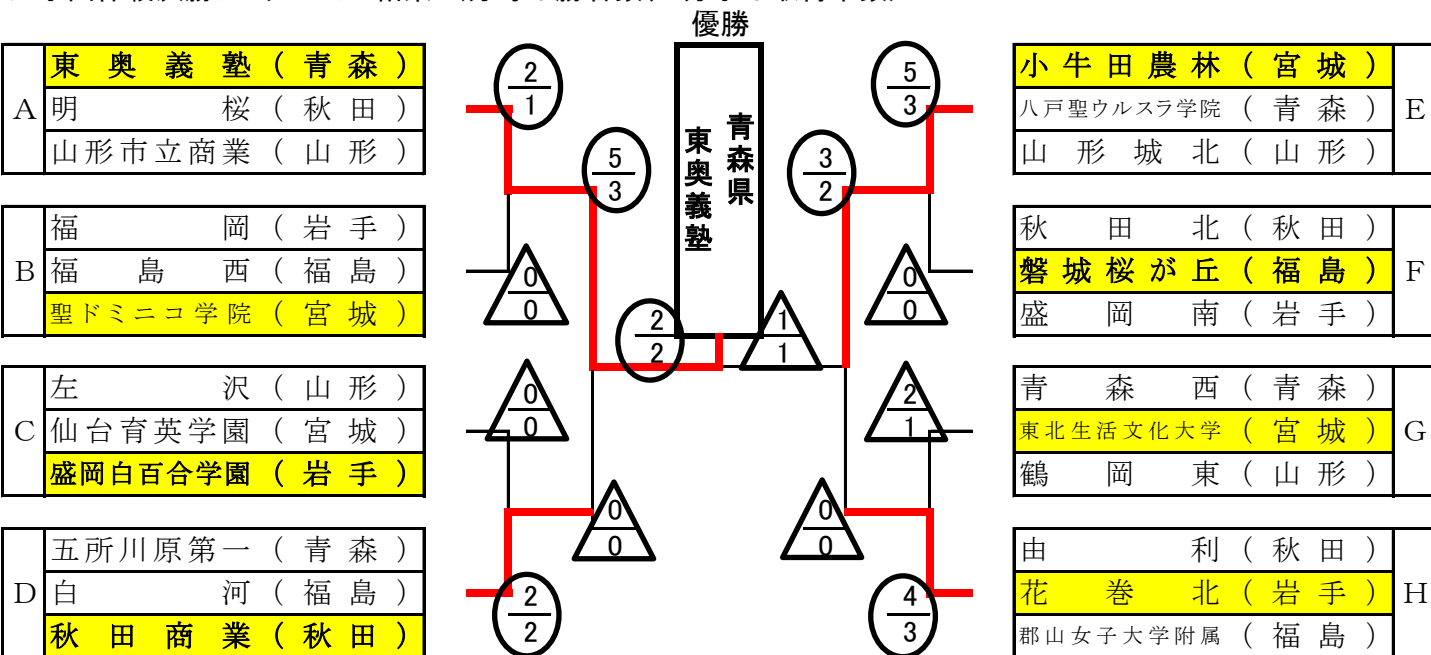 優勝
青森県
東奥義塾
A
東奥義塾(青森)
明桜(秋田)
山形市立商業(山形)
B
福岡(岩手)
福島西(福島)
聖ドミニコ学院(宮城)
C
左沢(山形)
仙台育英学園(宮城)
盛岡白百合学園(岩手)
D
五所川原第一(青森)
白河(福島)
秋田商業(秋田)
2
1
5
3
0
0
2
2
0
0
0
0
2
2
5
3
3
2
0
0
1
1
2
1
0
0
4
3
小牛田農林(宮城)
八戸聖ウルスラ学院(青森)
山形城北(山形)
E
秋田北(秋田)
磐城桜が丘(福島)
盛岡南(岩手)
F
青森西(青森)
東北生活文化大学(宮城)
鶴岡東(山形)
G
由利(秋田)
花巻北(岩手)
郡山女子大学附属(福島)
H